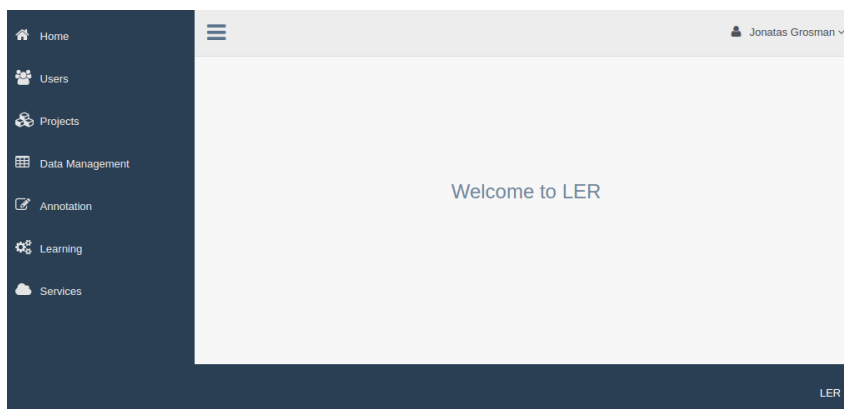 Home
Users
Projects
Data Management
Annotation
Learning
Services
Jonatas Grosman
Welcome to LER
LER